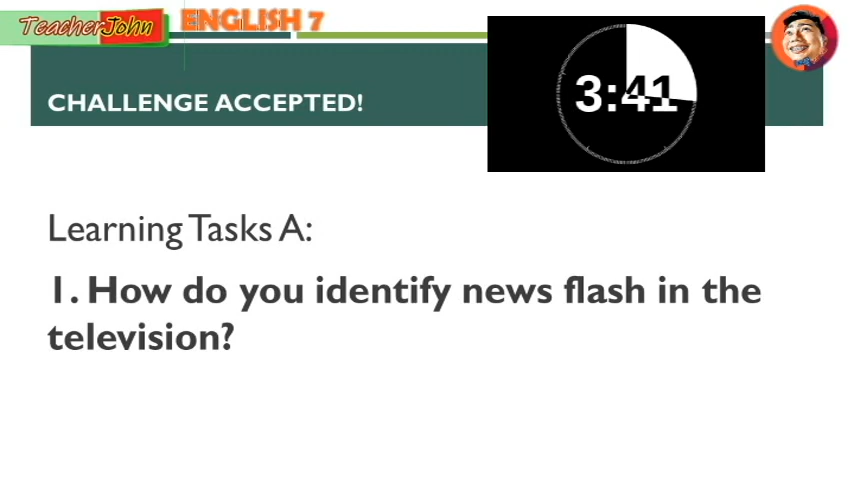 TeacherJohn
ENGLISH 7
CHALLENGE ACCEPTED!
3:41
Learning Tasks A:
1. How do you identify news flash in the
television?